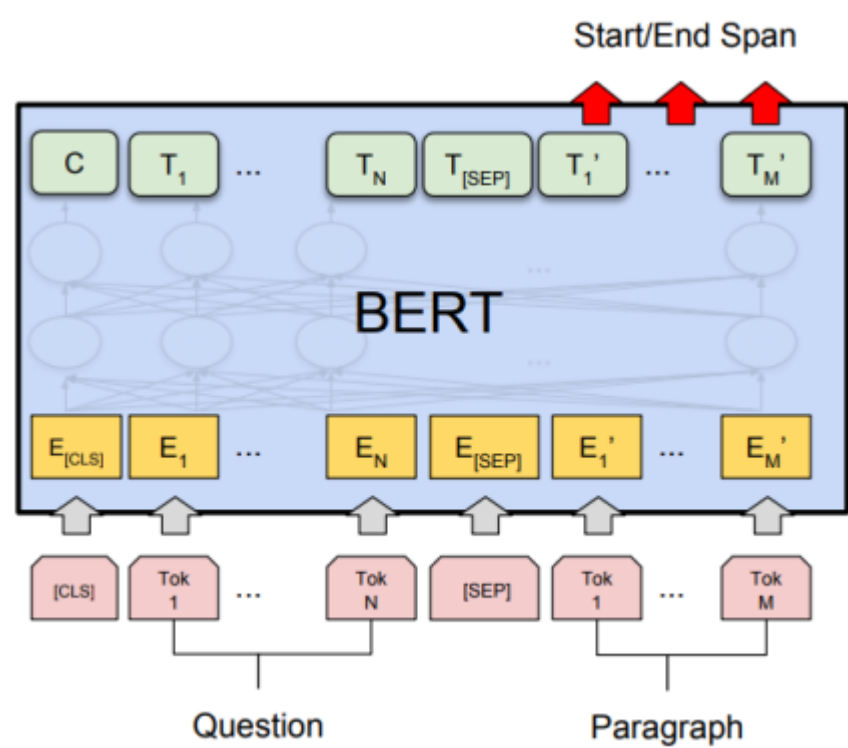 Start/End Span
C T1 ... TN T[SEP] T1’ ... TM’
...
BERT
...
E[CLS] E1 ... EN E[SEP] E1’ ... EM’
[CLS] Tok 1 ... Tok N [SEP] Tok 1 ... Tok M
Question Paragraph